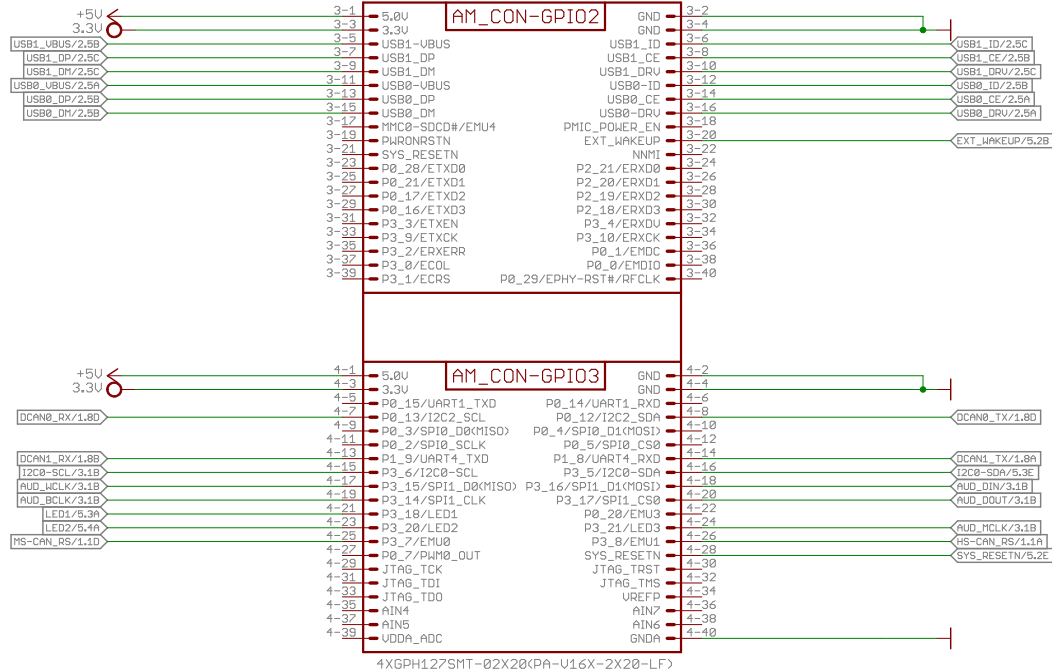 AM_CON-GPIO2
+5V 3-1 5.0V GND 3-2
3.3V 3-3 3.3V GND 3-4
USB1_VBUS/2.5B 3-5 USB1-VBUS USB1_ID 3-6 USB1_ID/2.5C
USB1_DP/2.5C 3-7 USB1_DP USB1_CE 3-8 USB1_CE/2.5B
USB1_DM/2.5C 3-9 USB1_DM USB1_DRV 3-10 USB1_DRV/2.5C
USB0_VBUS/2.5A 3-11 USB0-VBUS USB0-ID 3-12 USB0_ID/2.5B
USB0_DP/2.5B 3-13 USB0_DP USB0_CE 3-14 USB0_CE/2.5A
USB0_DM/2.5B 3-15 USB0_DM USB0-DRV 3-16 USB0_DRV/2.5A
3-17 MMC0-SDCD#/EMU4 PMIC_POWER_EN 3-18
3-19 PWRONRSTN EXT_WAKEUP 3-20 EXT_WAKEUP/5.2B
3-21 SYS_RESETN NNMI 3-22
3-23 P0_28/ETXD0 P2_21/ERXD0 3-24
3-25 P0_21/ETXD1 P2_20/ERXD1 3-26
3-27 P0_17/ETXD2 P2_19/ERXD2 3-28
3-29 P0_16/ETXD3 P2_18/ERXD3 3-30
3-31 P3_3/ETXEN P3_4/ERXDV 3-32
3-33 P3_9/ETXCK P3_10/ERXCK 3-34
3-35 P3_2/ERXERR P0_1/EMDC 3-36
3-37 P3_0/ECOL P0_0/EMDIO 3-38
3-39 P3_1/ECRS P0_29/EPHY-RST#/RFCLK 3-40
AM_CON-GPIO3
+5V 4-1 5.0V GND 4-2
3.3V 4-3 3.3V GND 4-4
4-5 P0_15/UART1_TXD P0_14/UART1_RXD 4-6
DCAN0_RX/1.8D 4-7 P0_13/I2C2_SCL P0_12/I2C2_SDA 4-8 DCAN0_TX/1.8D
4-9 P0_3/SPI0_D0(MISO) P0_4/SPI0_D1(MOSI) 4-10
4-11 P0_2/SPI0_SCLK P0_5/SPI0_CS0 4-12
DCAN1_RX/1.8B 4-13 P1_9/UART4_TXD P1_8/UART4_RXD 4-14 DCAN1_TX/1.8A
I2C0-SCL/3.1B 4-15 P3_6/I2C0-SCL P3_5/I2C0-SDA 4-16 I2C0-SDA/5.3E
AUD_WCLK/3.1B 4-17 P3_15/SPI1_D0(MISO) P3_16/SPI1_D1(MOSI) 4-18 AUD_DIN/3.1B
AUD_BCLK/3.1B 4-19 P3_14/SPI1_CLK P3_17/SPI1_CS0 4-20 AUD_DOUT/3.1B
LED1/5.3A 4-21 P3_18/LED1 P0_20/EMU3 4-22
LED2/5.4A 4-23 P3_20/LED2 P3_21/LED3 4-24 AUD_MCLK/3.1B
MS-CAN_RS/1.1D 4-25 P3_7/EMU0 P3_8/EMU1 4-26 HS-CAN_RS/1.1A
4-27 P0_7/PWM0_OUT SYS_RESETN 4-28 SYS_RESETN/5.2E
4-29 JTAG_TCK JTAG_TRST 4-30
4-31 JTAG_TDI JTAG_TMS 4-32
4-33 JTAG_TDO VREFP 4-34
4-35 AIN4 AIN7 4-36
4-37 AIN5 AIN6 4-38
4-39 VDDA_ADC GNDA 4-40
4XGPH127SMT-02X20(PA-V16X-2X20-LF)